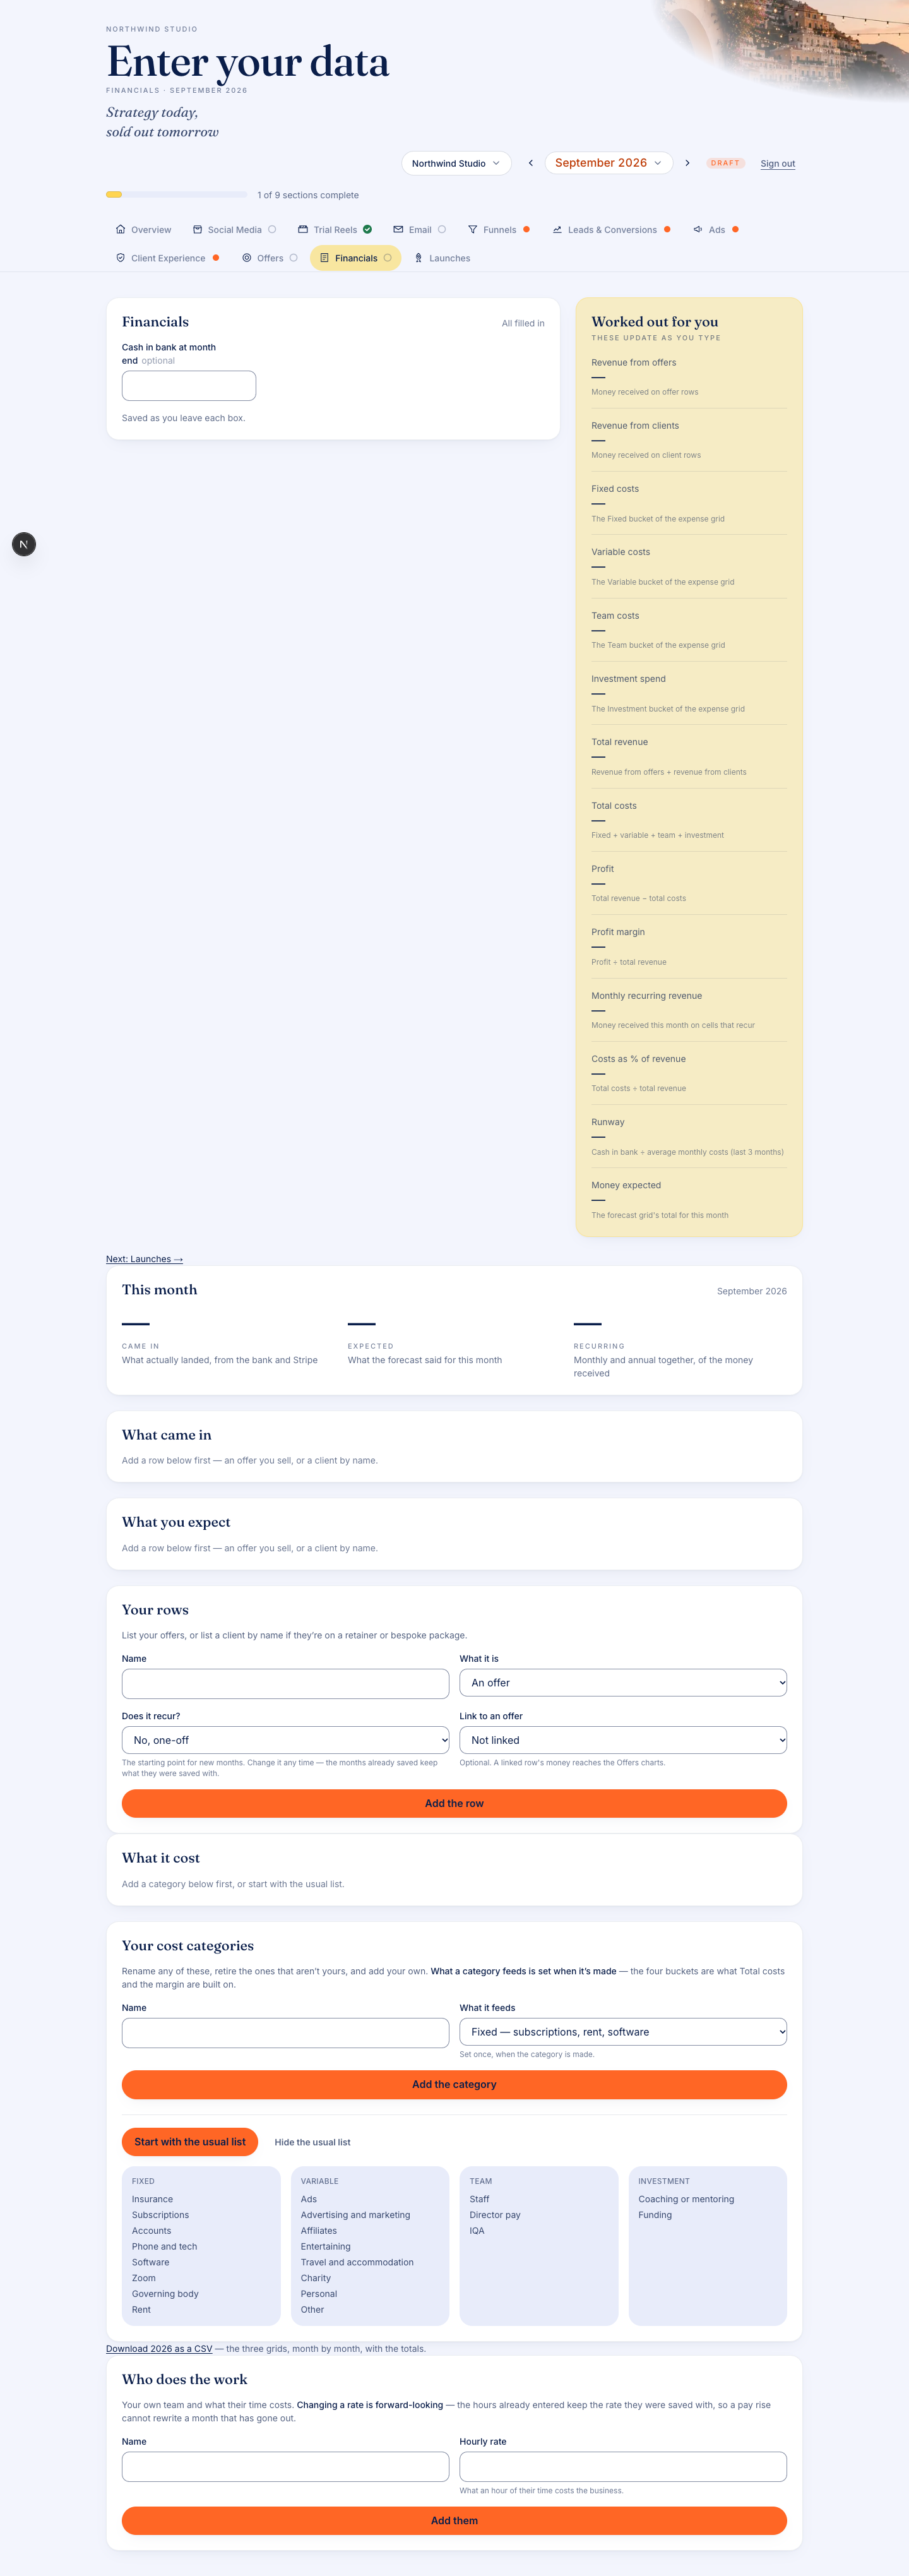 NORTHWIND STUDIO
Enter your data
FINANCIALS · SEPTEMBER 2026
Strategy today,
sold out tomorrow
Northwind Studio
September 2026
DRAFT
Sign out
1 of 9 sections complete
Overview
Social Media
Trial Reels
Email
Funnels
Leads & Conversions
Ads
Client Experience
Offers
Financials
Launches
Financials
All filled in
Cash in bank at month
end optional
Saved as you leave each box.
Worked out for you
THESE UPDATE AS YOU TYPE
Revenue from offers
—
Money received on offer rows
Revenue from clients
—
Money received on client rows
Fixed costs
—
The Fixed bucket of the expense grid
Variable costs
—
The Variable bucket of the expense grid
Team costs
—
The Team bucket of the expense grid
Investment spend
—
The Investment bucket of the expense grid
Total revenue
—
Revenue from offers + revenue from clients
Total costs
—
Fixed + variable + team + investment
Profit
—
Total revenue − total costs
Profit margin
—
Profit ÷ total revenue
Monthly recurring revenue
—
Money received this month on cells that recur
Costs as % of revenue
—
Total costs ÷ total revenue
Runway
—
Cash in bank ÷ average monthly costs (last 3 months)
Money expected
—
The forecast grid's total for this month
N
Next: Launches →
This month
September 2026
—
CAME IN
What actually landed, from the bank and Stripe
—
EXPECTED
What the forecast said for this month
—
RECURRING
Monthly and annual together, of the money
received
What came in
Add a row below first — an offer you sell, or a client by name.
What you expect
Add a row below first — an offer you sell, or a client by name.
Your rows
List your offers, or list a client by name if they're on a retainer or bespoke package.
Name
What it is
An offer
Does it recur?
Link to an offer
No, one-off
Not linked
The starting point for new months. Change it any time — the months already saved keep
what they were saved with.
Optional. A linked row's money reaches the Offers charts.
Add the row
What it cost
Add a category below first, or start with the usual list.
Your cost categories
Rename any of these, retire the ones that aren't yours, and add your own. What a category feeds is set when it's made — the four buckets are what Total costs
and the margin are built on.
Name
What it feeds
Fixed — subscriptions, rent, software
Set once, when the category is made.
Add the category
Start with the usual list
Hide the usual list
FIXED
Insurance
Subscriptions
Accounts
Phone and tech
Software
Zoom
Governing body
Rent
VARIABLE
Ads
Advertising and marketing
Affiliates
Entertaining
Travel and accommodation
Charity
Personal
Other
TEAM
Staff
Director pay
IQA
INVESTMENT
Coaching or mentoring
Funding
Download 2026 as a CSV — the three grids, month by month, with the totals.
Who does the work
Your own team and what their time costs. Changing a rate is forward-looking — the hours already entered keep the rate they were saved with, so a pay rise
cannot rewrite a month that has gone out.
Name
Hourly rate
What an hour of their time costs the business.
Add them